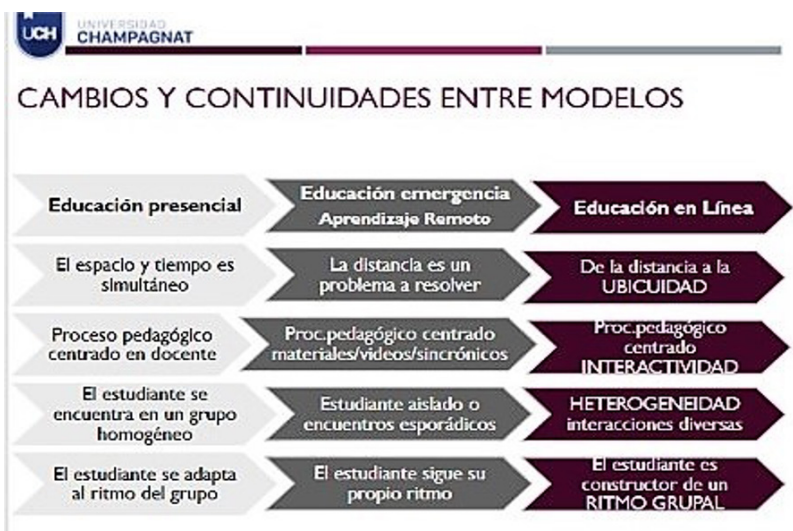 UCH
UNIVERSIDAD
CHAMPAGNAT
CAMBIOS Y CONTINUIDADES ENTRE MODELOS
Educación presencial
Educación emergencia
Aprendizaje Remoto
Educación en Línea
El espacio y tiempo es
simultáneo
La distancia es un
problema a resolver
De la distancia a la
UBICUIDAD
Proceso pedagógico
centrado en docente
Proc.pedagógico centrado
materiales/videos/sincrónicos
Proc.pedagógico
centrado
INTERACTIVIDAD
El estudiante se
encuentra en un grupo
homogéneo
Estudiante aislado o
encuentros esporádicos
HETEROGENEIDAD
interacciones diversas
El estudiante se adapta
al ritmo del grupo
El estudiante sigue su
propio ritmo
El estudiante es
constructor de un
RITMO GRUPAL